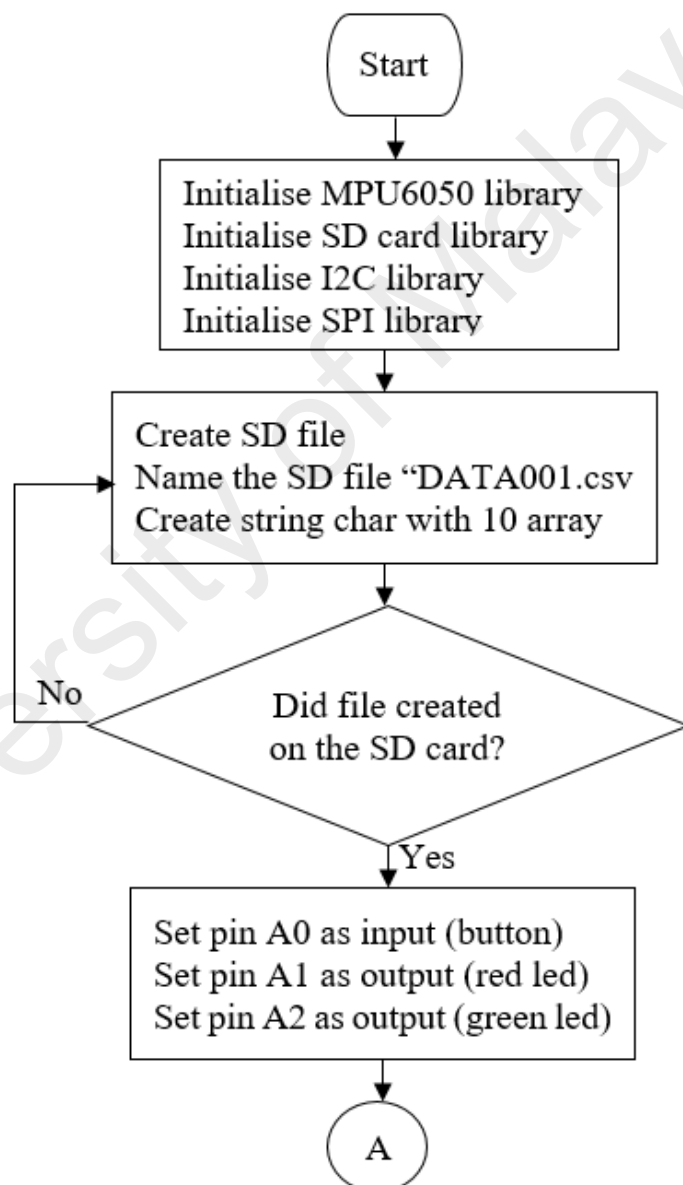 Start
Initialise MPU6050 library
Initialise SD card library
Initialise I2C library
Initialise SPI library
Create SD file
Name the SD file “DATA001.csv
Create string char with 10 array
No
Did file created
on the SD card?
Yes
Set pin A0 as input (button)
Set pin A1 as output (red led)
Set pin A2 as output (green led)
A
ersity of Malay